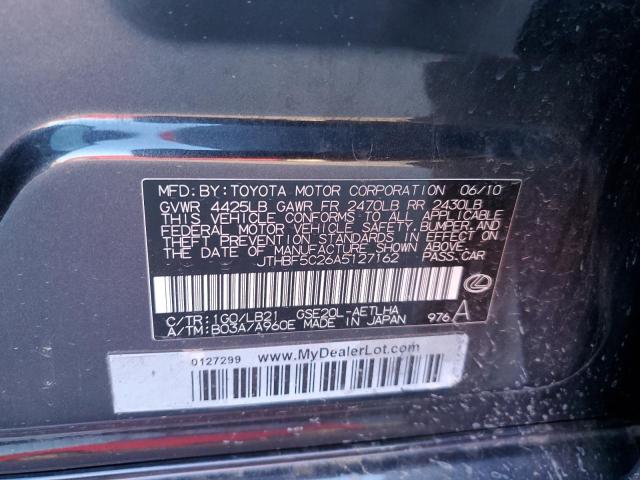 MFD. BY: TOYOTA MOTOR CORPORATION 06/10
GVWR 4425LB GAWR FR 2470LB RR 2430LB
THIS VEHICLE CONFORMS TO ALL APPLICABLE
FEDERAL MOTOR VEHICLE SAFETY, BUMPER, AND
THEFT PREVENTION STANDARDS IN EFFECT ON
THE DATE OF MANUFACTURE SHOWN ABOVE.
JTHBF5C26A5127162 PASS.CAR
C/TR:1G0/LB21 GSE20L-AETLHA
A/TM:B03A/A960E MADE IN JAPAN 976 A
0127299 www.MyDealerLot.com